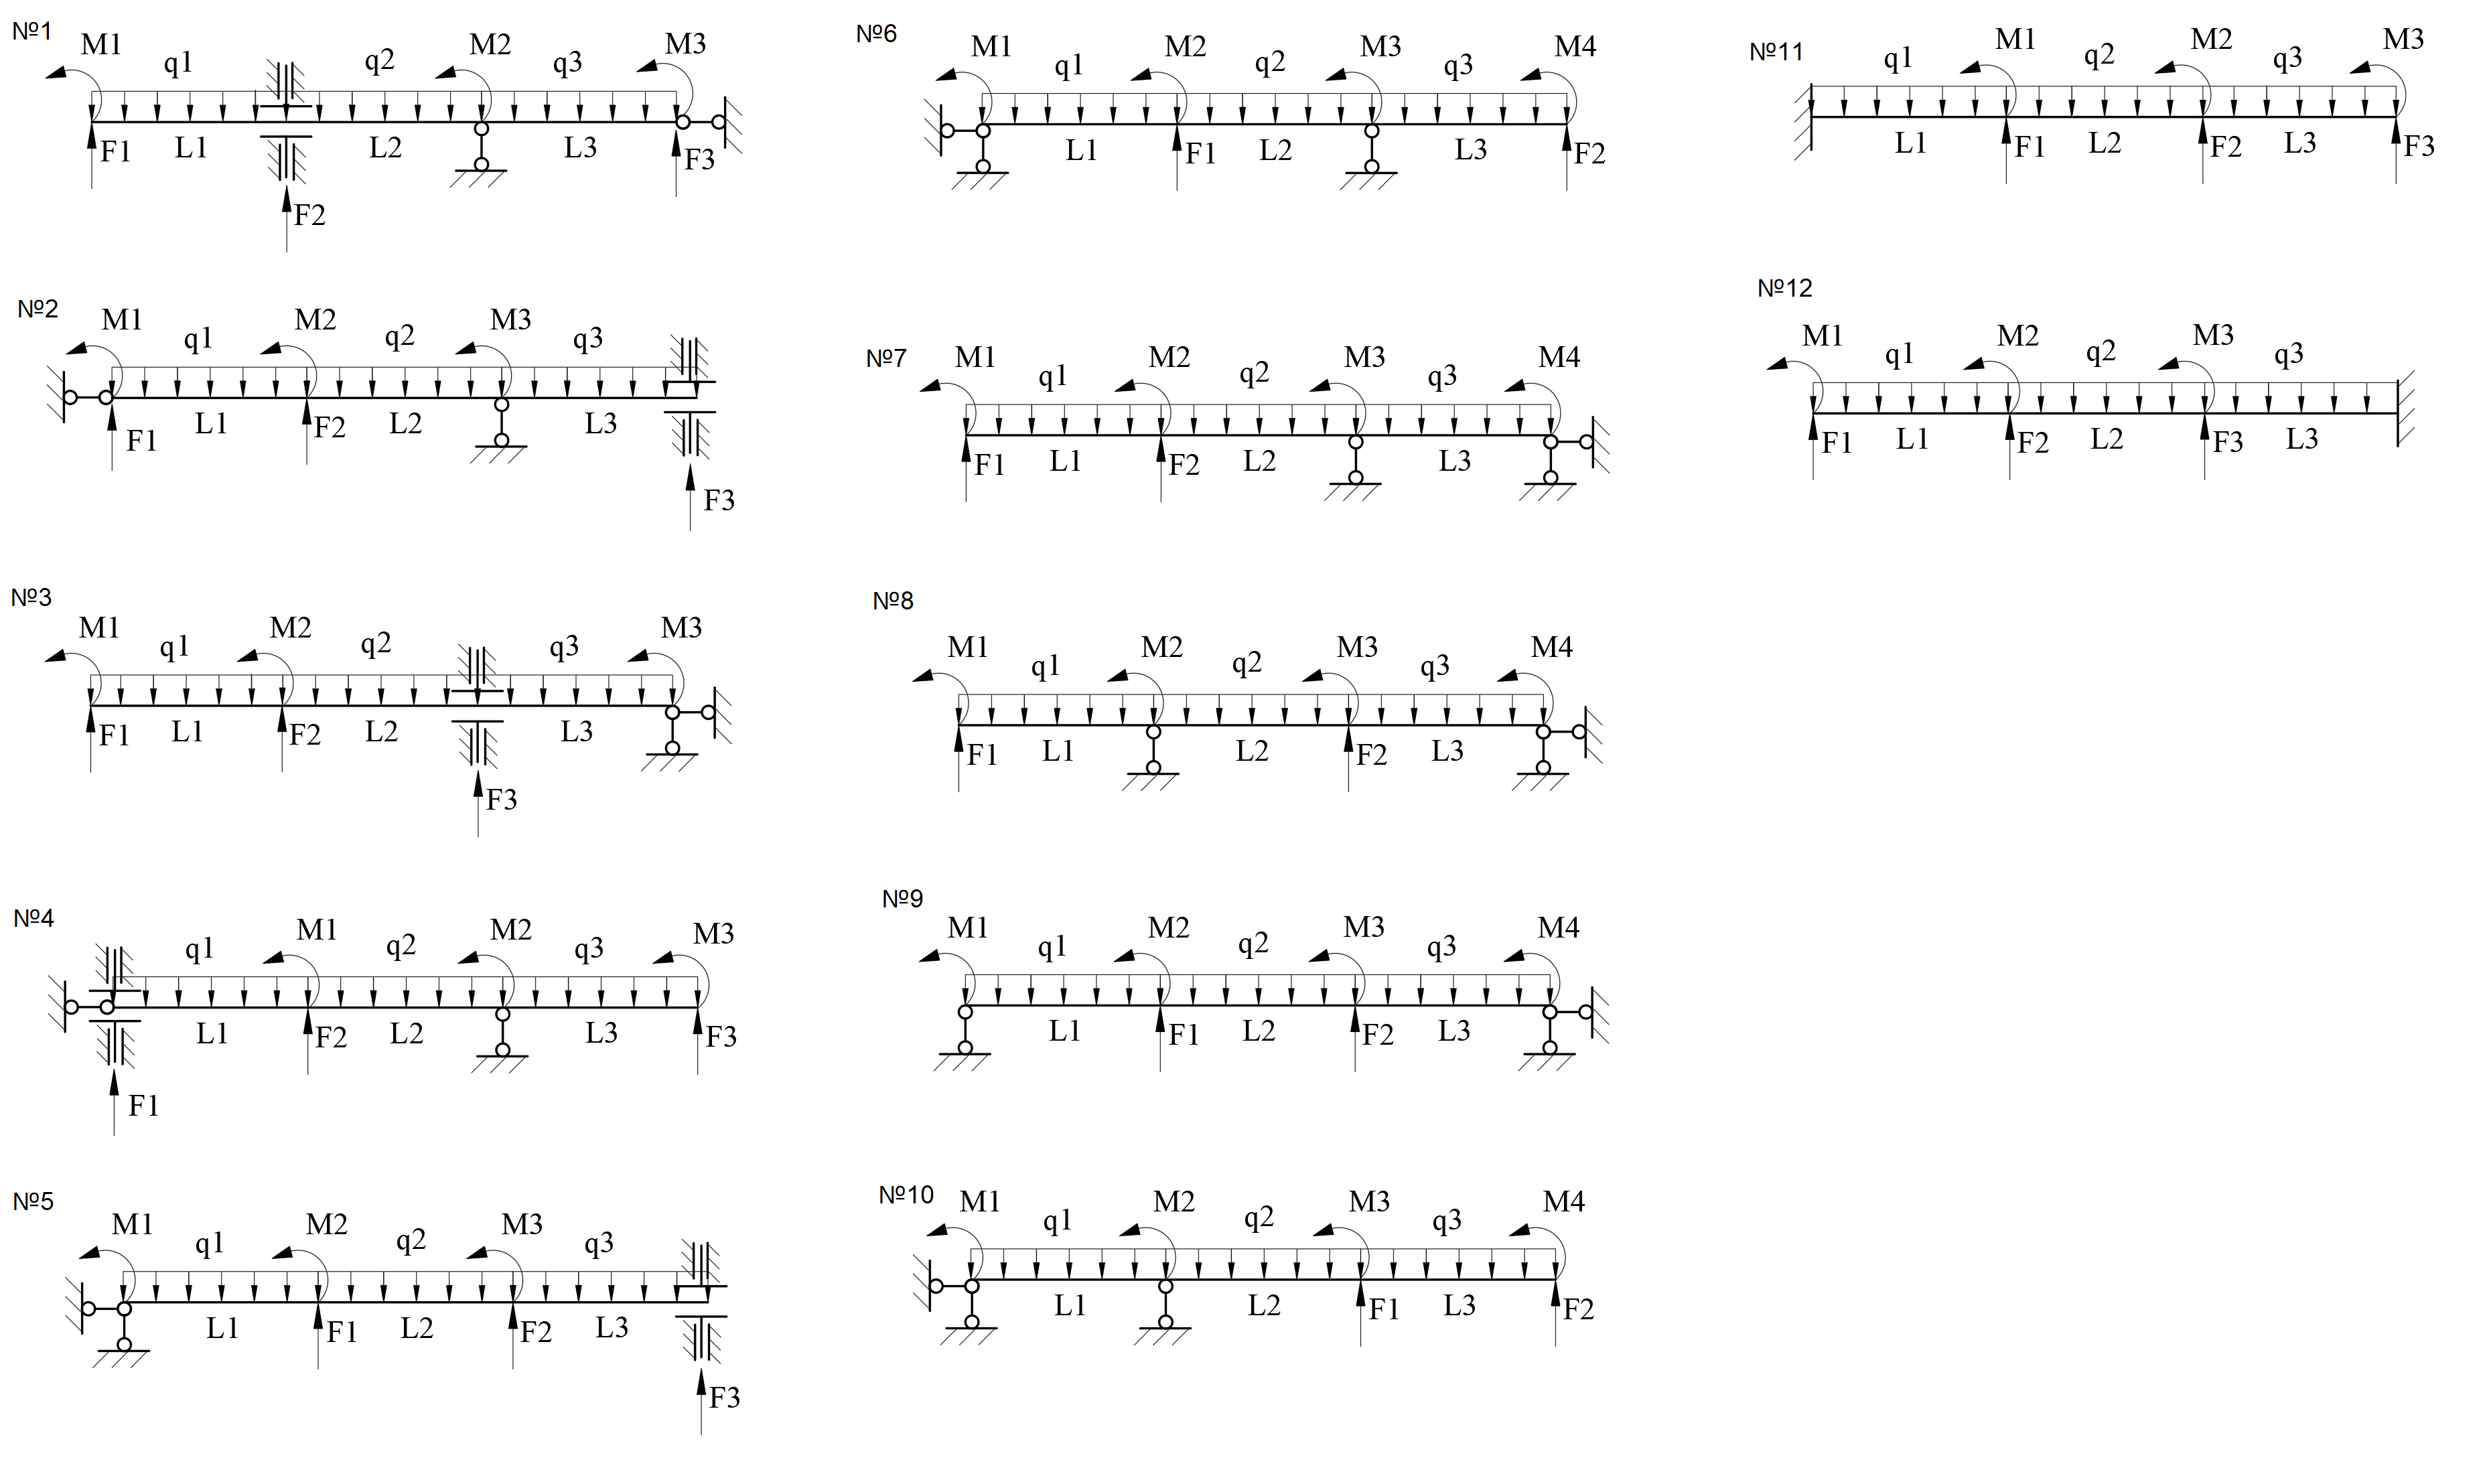 №1
M1 q1 q2 M2 q3 M3
F1 L1 L2 L3 F3
F2
№2
M1 q1 M2 q2 M3 q3
F1 L1 F2 L2 L3
F3
№3
M1 q1 M2 q2 q3 M3
F1 L1 F2 L2 L3
F3
№4
q1 M1 q2 M2 q3 M3
L1 F2 L2 L3 F3
F1
№5
M1 q1 M2 q2 M3 q3
L1 F1 L2 F2 L3
F3
№6
M1 q1 M2 q2 M3 q3 M4
L1 F1 L2 L3 F2
№7
M1 q1 M2 q2 M3 q3 M4
F1 L1 F2 L2 L3
№8
M1 q1 M2 q2 M3 q3 M4
F1 L1 L2 F2 L3
№9
M1 q1 M2 q2 M3 q3 M4
L1 F1 L2 F2 L3
№10
M1 q1 M2 q2 M3 q3 M4
L1 L2 F1 L3 F2
№11
q1 M1 q2 M2 q3 M3
L1 F1 L2 F2 L3 F3
№12
M1 q1 M2 q2 M3 q3
F1 L1 F2 L2 F3 L3